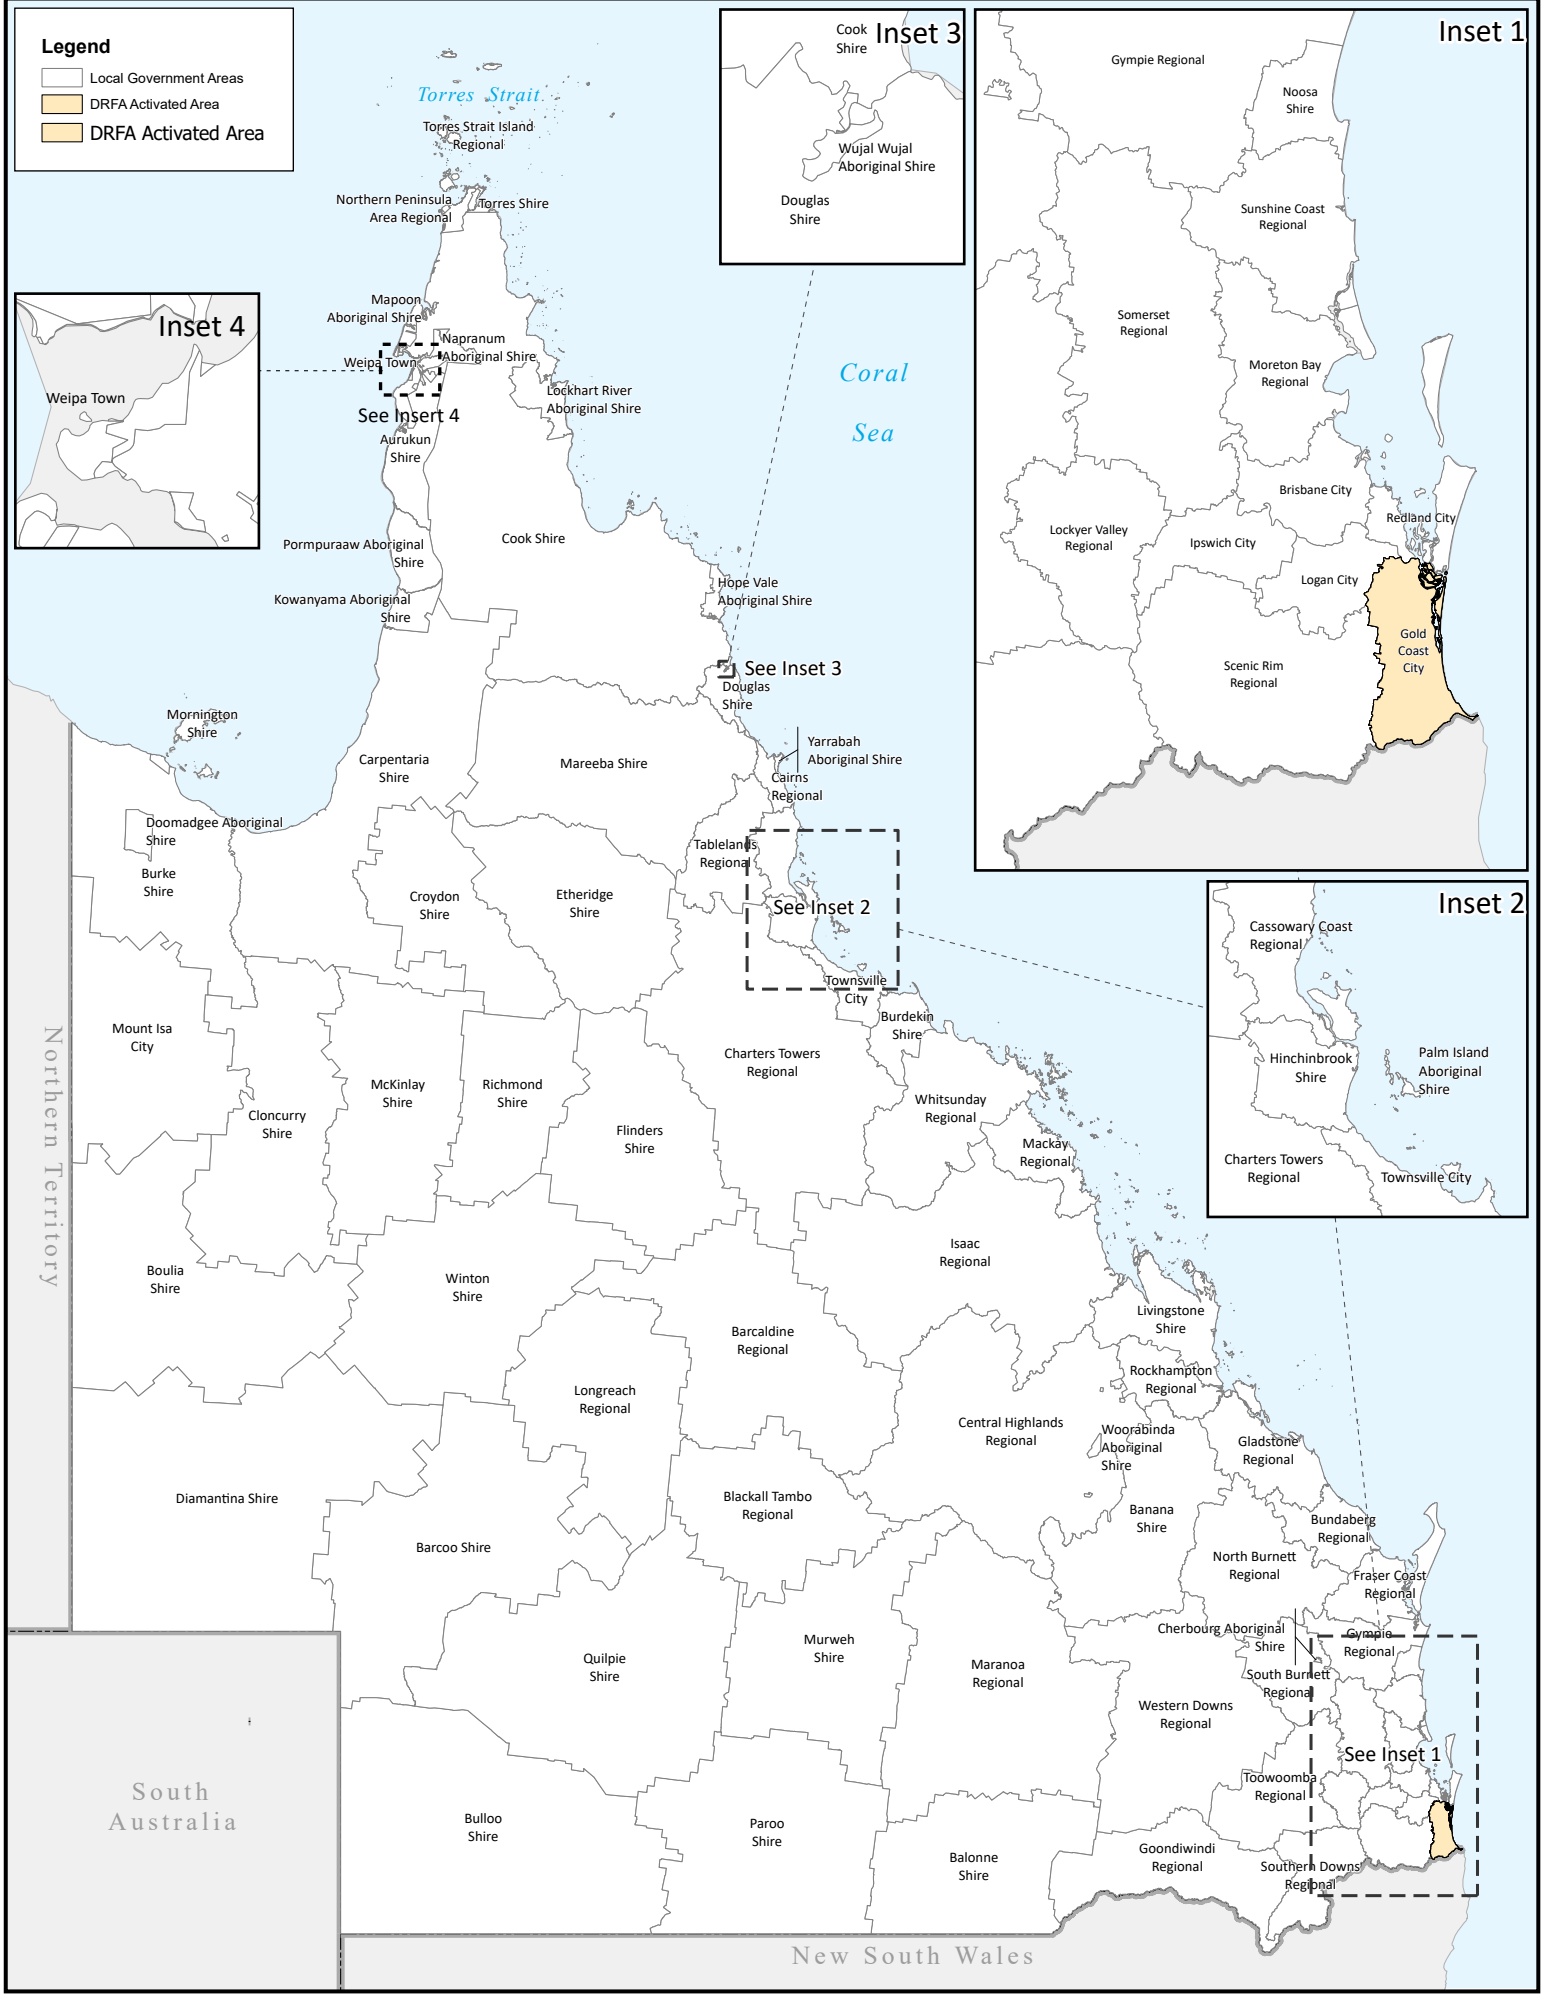 Legend
Local Government Areas
DRFA Activated Area
DRFA Activated Area
Torres Strait
Torres Strait Island
Regional
Northern Peninsula
Area Regional
Torres Shire
Mapoon
Aboriginal Shire
Napranum
Aboriginal Shire
Weipa Town
See Insert 4
Lockhart River
Aboriginal Shire
Aurukun
Shire
Coral
Sea
Inset 4
Weipa Town
Inset 3
Cook
Shire
Wujal Wujal
Aboriginal Shire
Douglas
Shire
Inset 1
Gympie Regional
Noosa
Shire
Sunshine Coast
Regional
Somerset
Regional
Moreton Bay
Regional
Brisbane City
Redland City
Lockyer Valley
Regional
Ipswich City
Logan City
Gold
Coast
City
Scenic Rim
Regional
Cook Shire
Pormpuraaw Aboriginal
Shire
Hope Vale
Aboriginal Shire
Kowanyama Aboriginal
Shire
See Inset 3
Douglas
Shire
Mornington
Shire
Yarrabah
Aboriginal Shire
Carpentaria
Shire
Mareeba Shire
Cairns
Regional
Doomadgee Aboriginal
Shire
Tablelands
Regional
Burke
Shire
Croydon
Shire
Etheridge
Shire
See Inset 2
Inset 2
Cassowary Coast
Regional
Hinchinbrook
Shire
Palm Island
Aboriginal
Shire
Charters Towers
Regional
Townsville City
Townsville
City
Burdekin
Shire
Northern Territory
Mount Isa
City
Charters Towers
Regional
McKinlay
Shire
Richmond
Shire
Whitsunday
Regional
Cloncurry
Shire
Flinders
Shire
Mackay
Regional
Isaac
Regional
Boulia
Shire
Winton
Shire
Livingstone
Shire
Barcaldine
Regional
Rockhampton
Regional
Longreach
Regional
Central Highlands
Regional
Woorabinda
Aboriginal
Shire
Gladstone
Regional
Diamantina Shire
Blackall Tambo
Regional
Banana
Shire
Bundaberg
Regional
Barcoo Shire
North Burnett
Regional
Fraser Coast
Regional
Cherbourg Aboriginal
Shire
Gympie
Regional
Murweh
Shire
Quilpie
Shire
Maranoa
Regional
South Burnett
Regional
Western Downs
Regional
See Inset 1
Toowoomba
Regional
South
Australia
Bulloo
Shire
Paroo
Shire
Balonne
Shire
Goondiwindi
Regional
Southern Downs
Regional
New South Wales